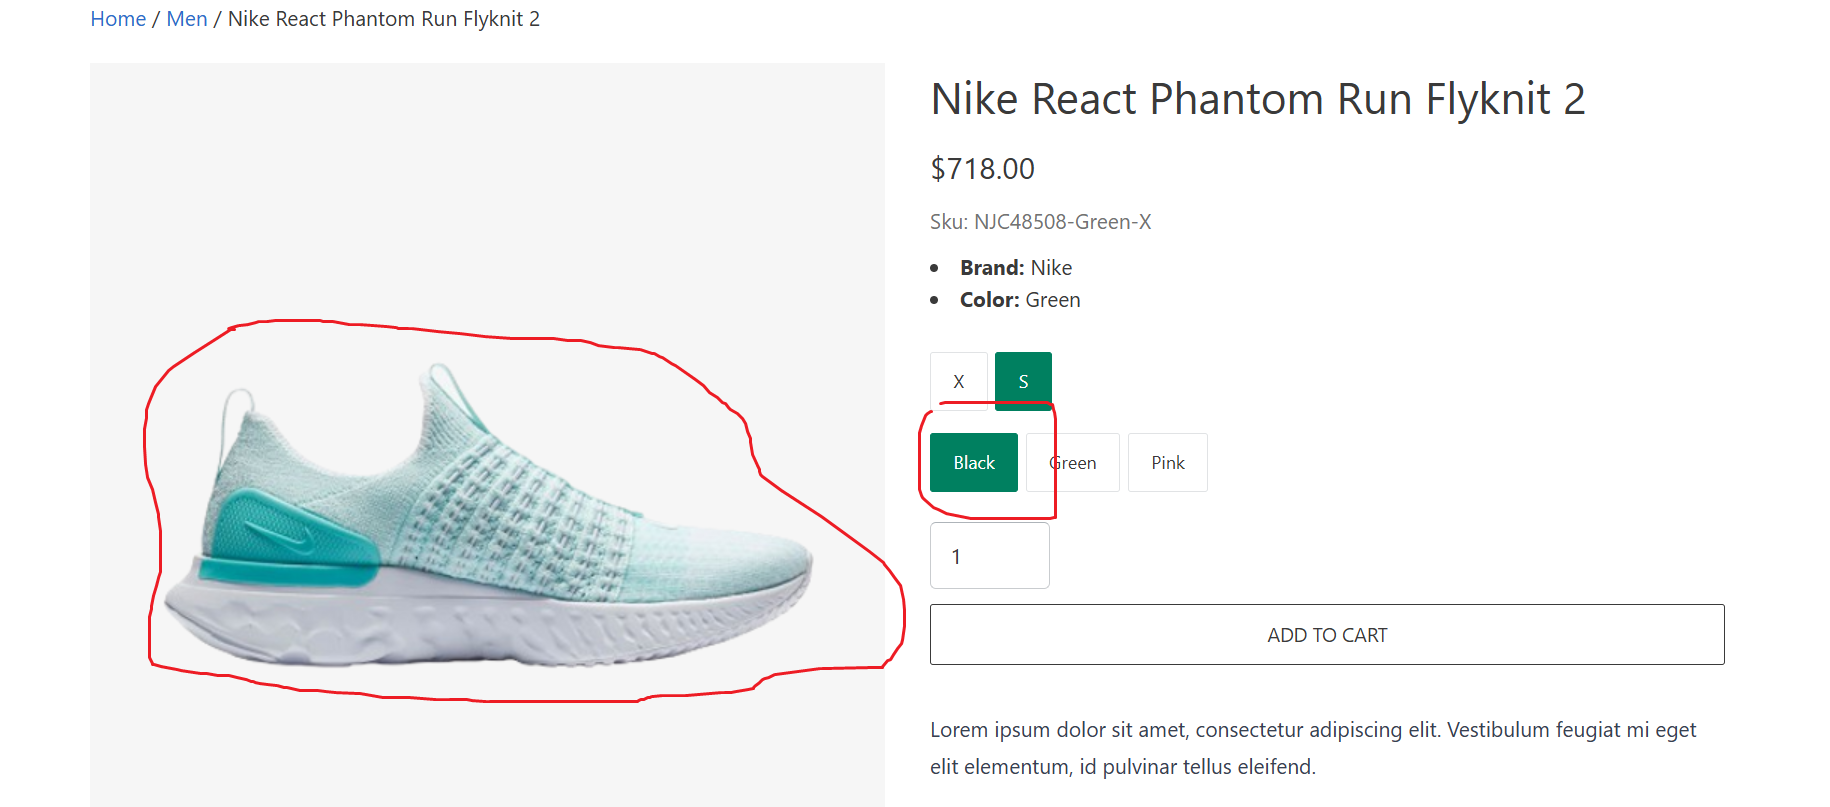 Home / Men / Nike React Phantom Run Flyknit 2
Nike React Phantom Run Flyknit 2
$718.00
Sku: NJC48508-Green-X
Brand: Nike
Color: Green
X S
Black Green Pink
1
ADD TO CART
Lorem ipsum dolor sit amet, consectetur adipiscing elit. Vestibulum feugiat mi eget
elit elementum, id pulvinar tellus eleifend.